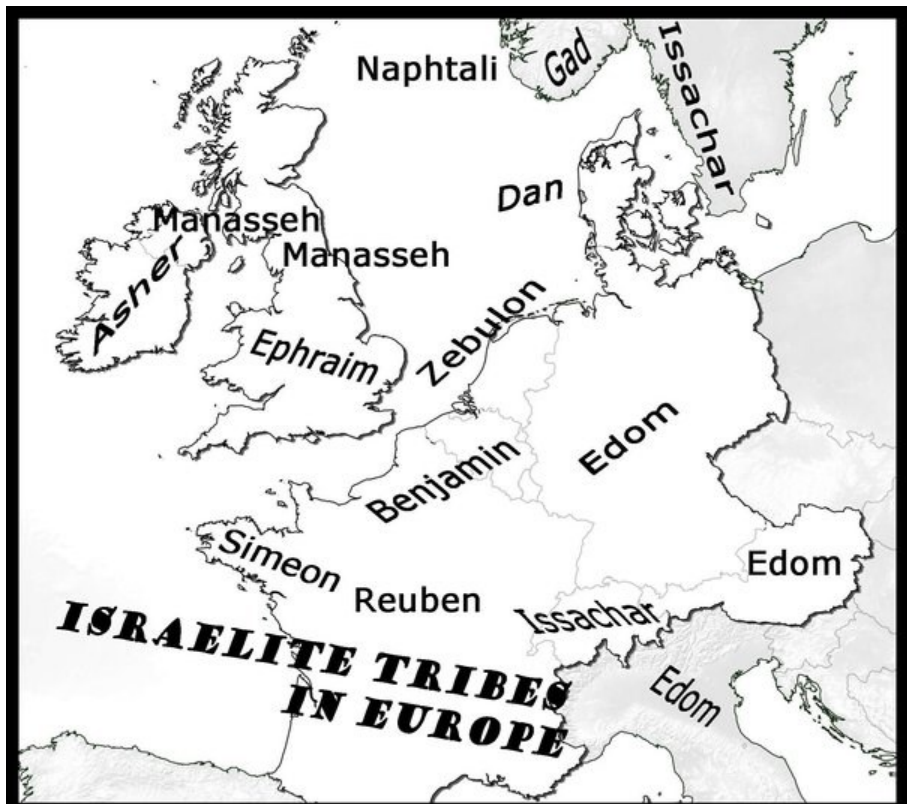 Naphtali
Gad
Issachar
Dan
Manasseh
Manasseh
Asher
Ephraim
Zebulon
Edom
Benjamin
Simeon
Reuben
Edom
Issachar
Edom
ISRAELITE TRIBES
IN EUROPE